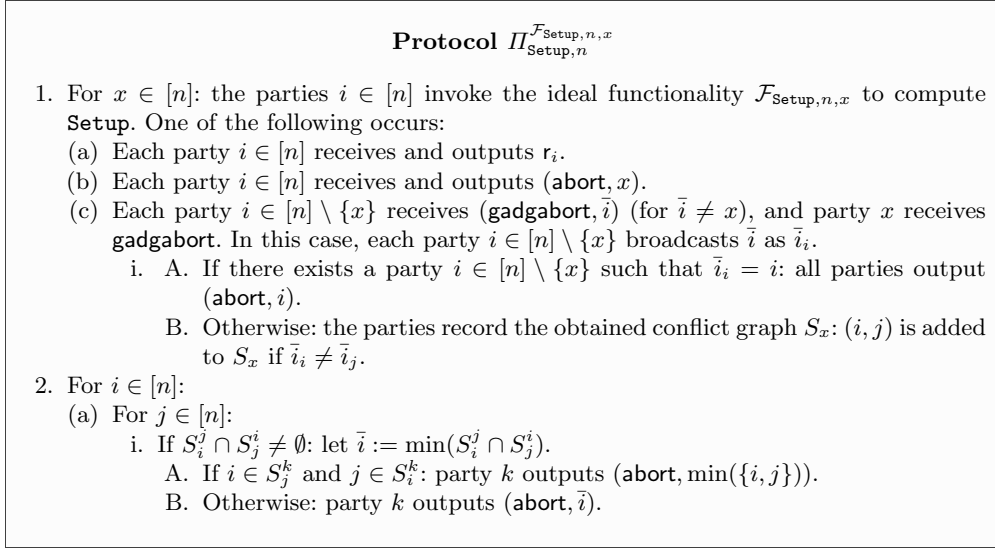 Protocol Π_{Setup,n}^{F_{Setup,n,x}}
1. For x ∈ [n]: the parties i ∈ [n] invoke the ideal functionality F_{Setup,n,x} to compute
Setup. One of the following occurs:
(a) Each party i ∈ [n] receives and outputs r_i.
(b) Each party i ∈ [n] receives and outputs (abort, x).
(c) Each party i ∈ [n] \ {x} receives (gadgabort, ī) (for ī ≠ x), and party x receives
gadgabort. In this case, each party i ∈ [n] \ {x} broadcasts ī as ī_i.
i. A. If there exists a party i ∈ [n] \ {x} such that ī_i = i: all parties output
(abort, i).
B. Otherwise: the parties record the obtained conflict graph S_x: (i, j) is added
to S_x if ī_i ≠ ī_j.
2. For i ∈ [n]:
(a) For j ∈ [n]:
i. If S_i^j ∩ S_j^i ≠ ∅: let ī := min(S_i^j ∩ S_j^i).
A. If i ∈ S_j^k and j ∈ S_i^k: party k outputs (abort, min({i, j})).
B. Otherwise: party k outputs (abort, ī).